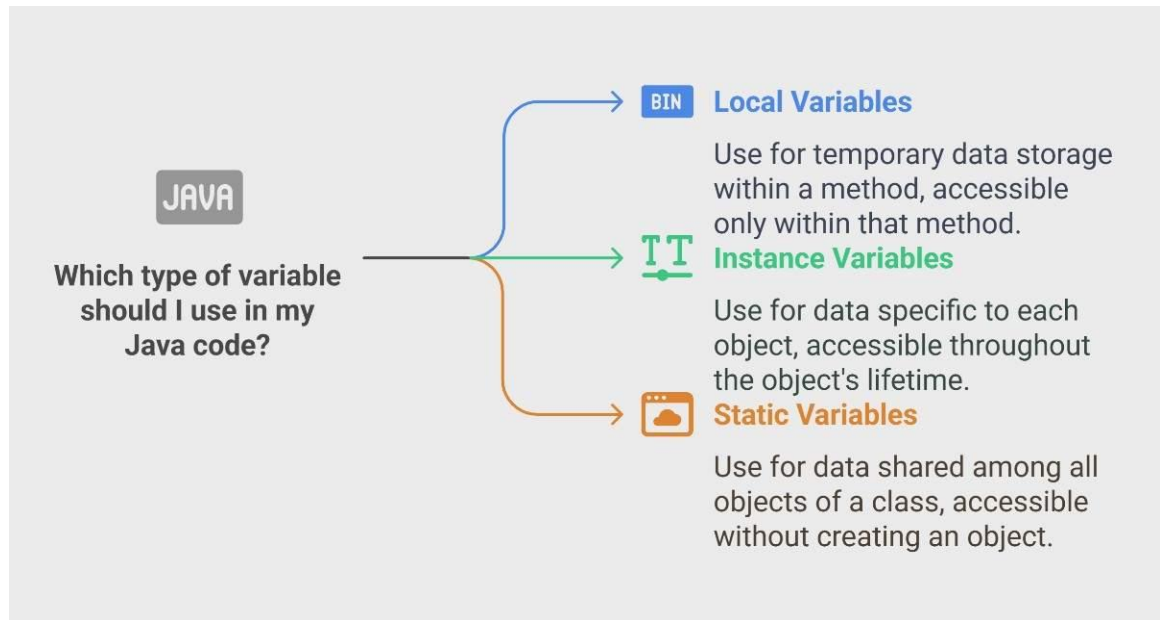 JAVA
Which type of variable
should I use in my
Java code?
BIN
Local Variables
Use for temporary data storage
within a method, accessible
only within that method.
TT
Instance Variables
Use for data specific to each
object, accessible throughout
the object's lifetime.
Static Variables
Use for data shared among all
objects of a class, accessible
without creating an object.